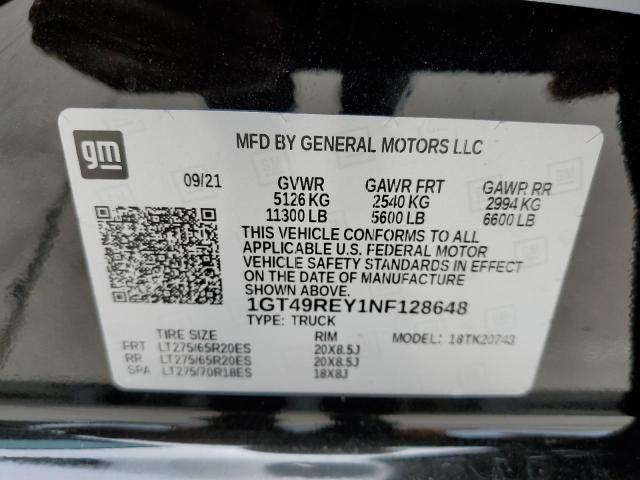 gm
MFD BY GENERAL MOTORS LLC
09/21 GVWR GAWR FRT GAWR RR
5126 KG 2540 KG 2994 KG
11300 LB 5600 LB 6600 LB
THIS VEHICLE CONFORMS TO ALL
APPLICABLE U.S. FEDERAL MOTOR
VEHICLE SAFETY STANDARDS IN EFFECT
ON THE DATE OF MANUFACTURE
SHOWN ABOVE.
1GT49REY1NF128648
TYPE: TRUCK
TIRE SIZE RIM MODEL: 18TK20743
FRT LT275/65R20ES 20X8.5J
RR LT275/65R20ES 20X8.5J
SPA LT275/70R18ES 18X8J